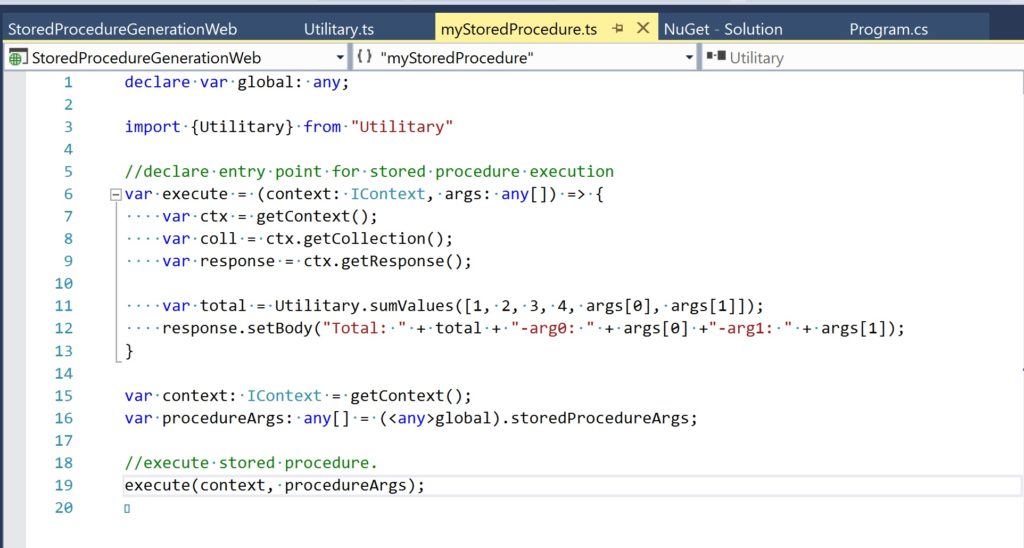 StoredProcedureGenerationWeb Utilitary.ts myStoredProcedure.ts NuGet - Solution Program.cs
StoredProcedureGenerationWeb {} "myStoredProcedure" Utilitary
1 declare var global: any;
2
3 import {Utilitary} from "Utilitary"
4
5 //declare entry point for stored procedure execution
6 var execute = (context: IContext, args: any[]) => {
7 var ctx = getContext();
8 var coll = ctx.getCollection();
9 var response = ctx.getResponse();
10
11 var total = Utilitary.sumValues([1, 2, 3, 4, args[0], args[1]]);
12 response.setBody("Total: " + total + "-arg0: " + args[0] +"-arg1: " + args[1]);
13 }
14
15 var context: IContext = getContext();
16 var procedureArgs: any[] = (<any>global).storedProcedureArgs;
17
18 //execute stored procedure.
19 execute(context, procedureArgs);
20